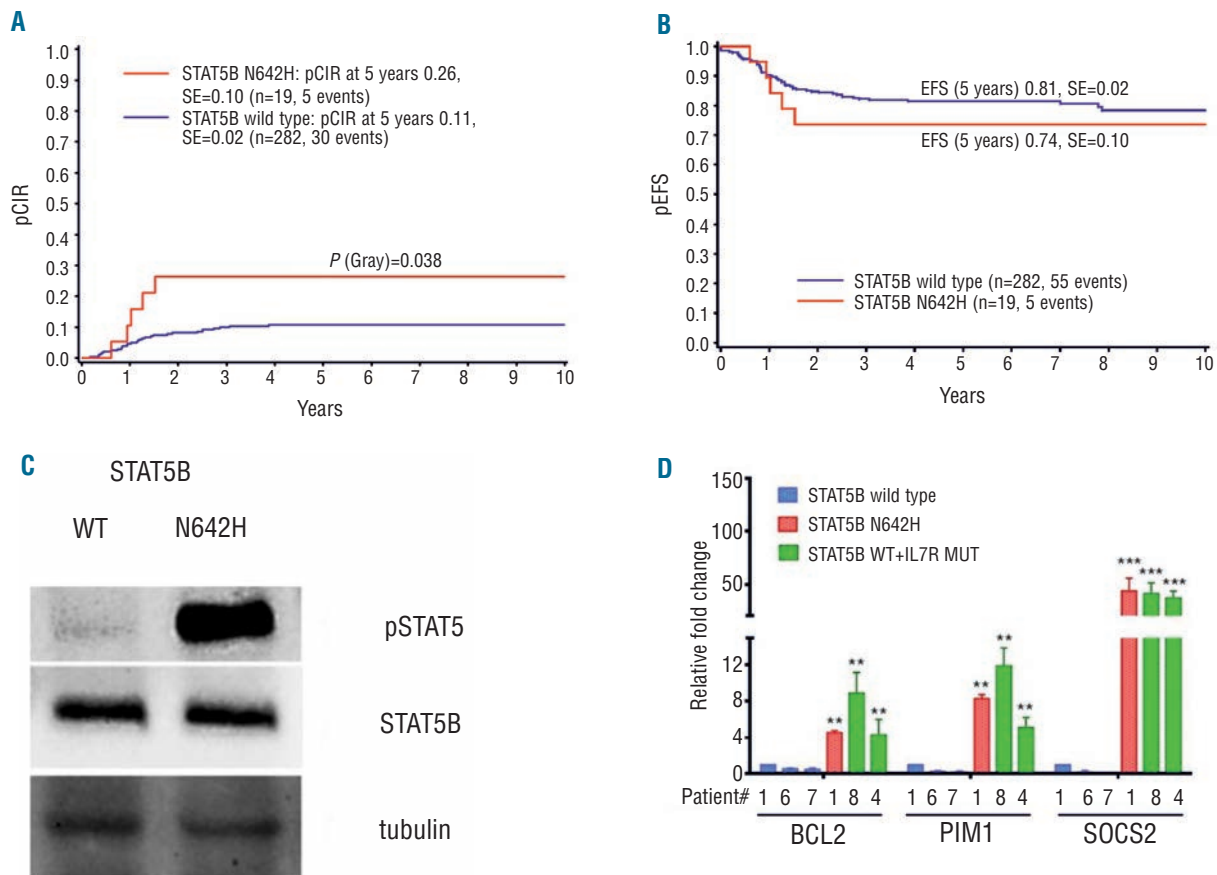 A
1.0
0.9
0.8
0.7
0.6
0.5
0.4
0.3
0.2
0.1
0.0
pCIR
STAT5B N642H: pCIR at 5 years 0.26,
SE=0.10 (n=19, 5 events)
STAT5B wild type: pCIR at 5 years 0.11,
SE=0.02 (n=282, 30 events)
P (Gray)=0.038
0 1 2 3 4 5 6 7 8 9 10
Years
B
1.0
0.9
0.8
0.7
0.6
0.5
0.4
0.3
0.2
0.1
0.0
pEFS
EFS (5 years) 0.81, SE=0.02
EFS (5 years) 0.74, SE=0.10
STAT5B wild type (n=282, 55 events)
STAT5B N642H (n=19, 5 events)
0 1 2 3 4 5 6 7 8 9 10
Years
C
STAT5B
WT N642H
pSTAT5
STAT5B
tubulin
D
150
100
50
12
8
4
0
Relative fold change
STAT5B wild type
STAT5B N642H
STAT5B WT+IL7R MUT
** ** **
** ** **
*** *** ***
Patient# 1 6 7 1 8 4 1 6 7 1 8 4 1 6 7 1 8 4
BCL2 PIM1 SOCS2